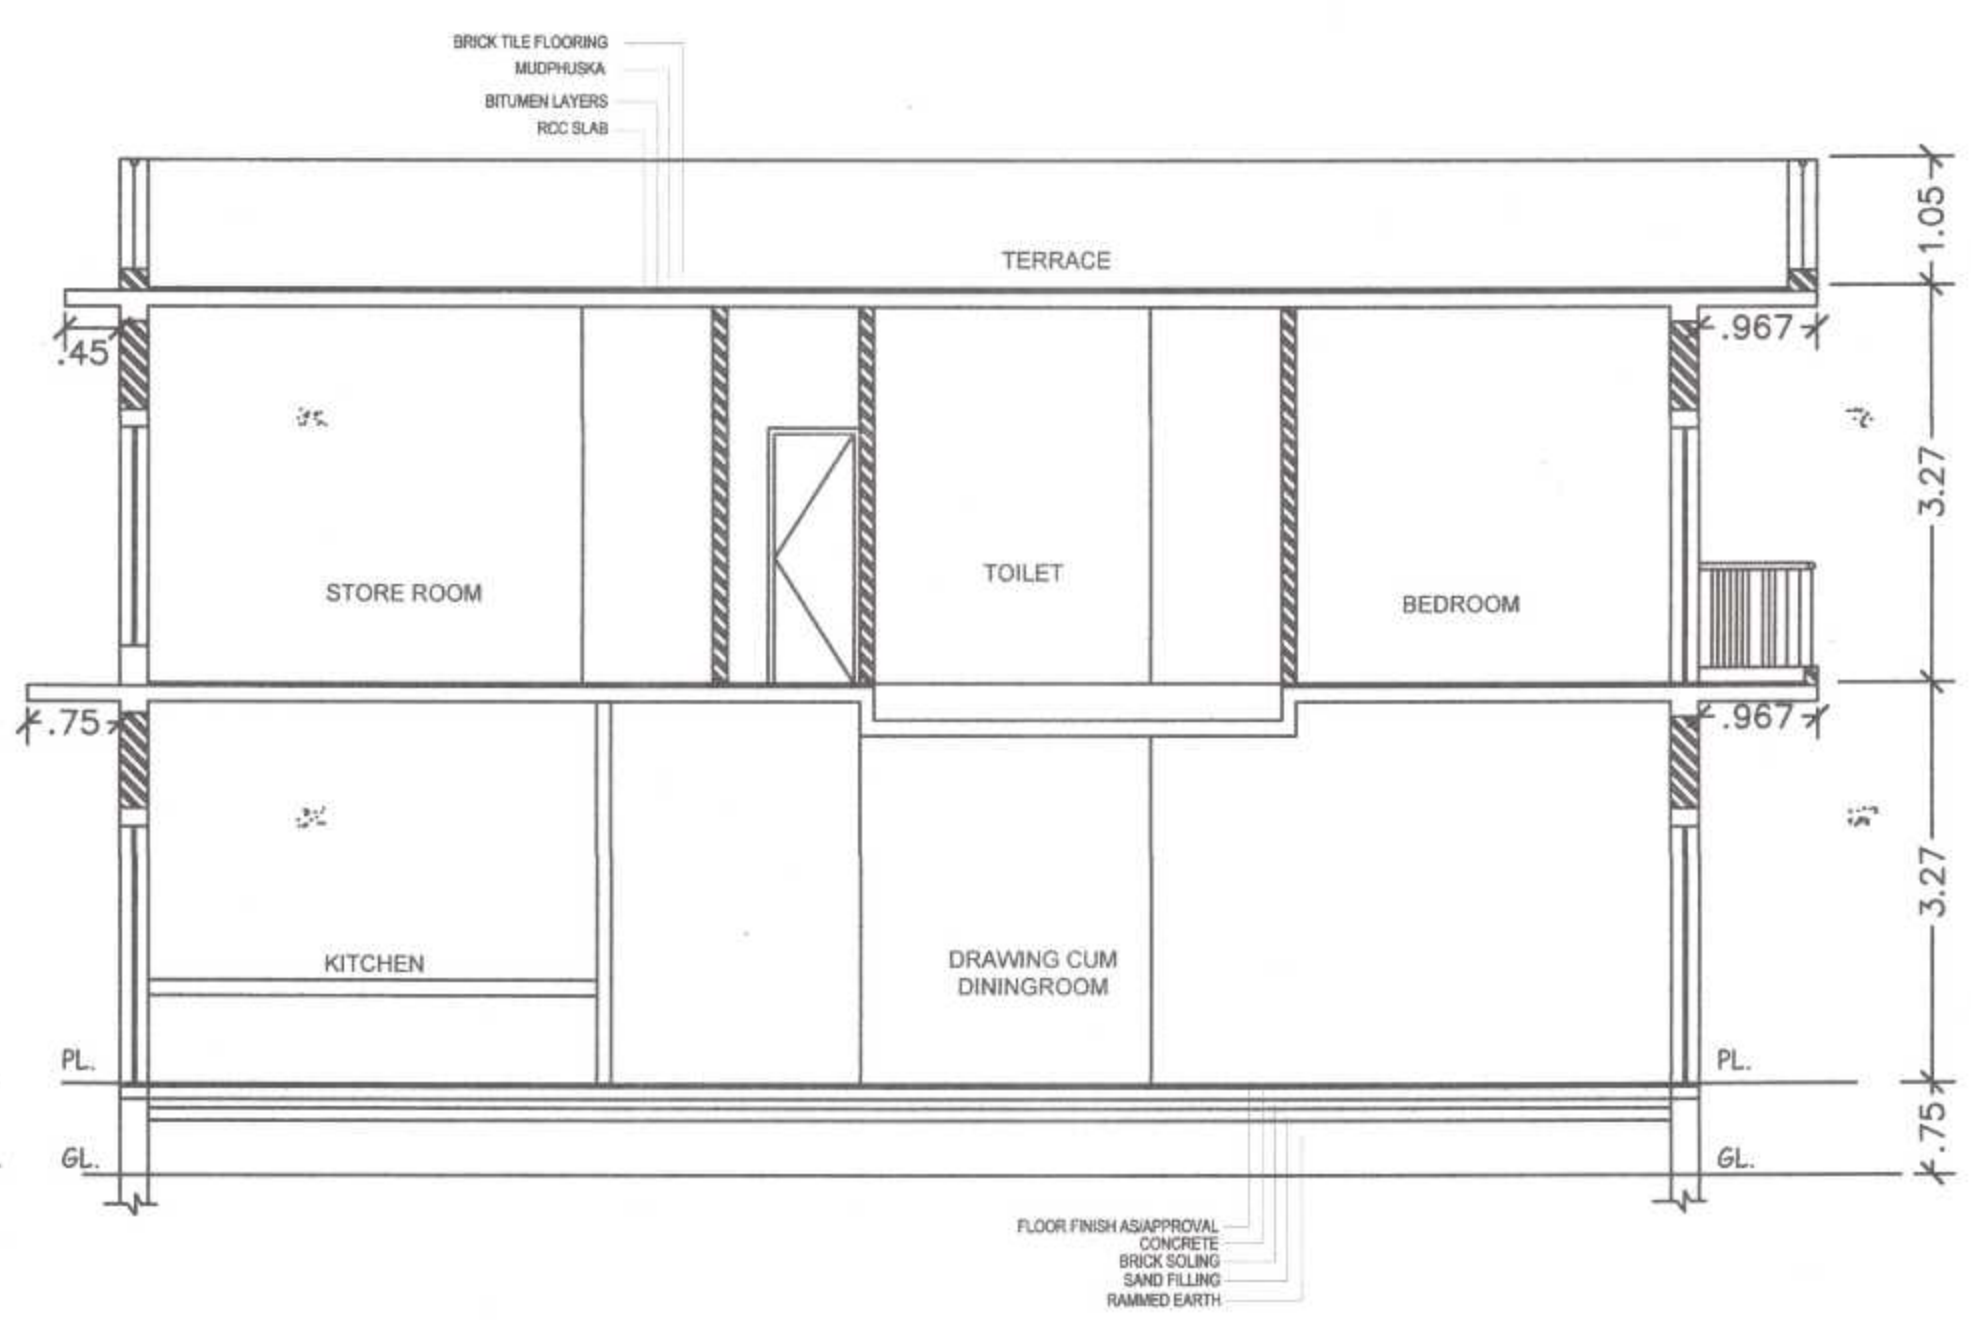 BRICK TILE FLOORING
MUDPHUSKA
BITUMEN LAYERS
RCC SLAB
1.05
TERRACE
.45
.967
3.27
STORE ROOM
TOILET
BEDROOM
.75
.967
3.27
KITCHEN
DRAWING CUM
DININGROOM
PL.
PL.
.75
GL.
GL.
FLOOR FINISH AS/APPROVAL
CONCRETE
BRICK SOLING
SAND FILLING
RAMMED EARTH